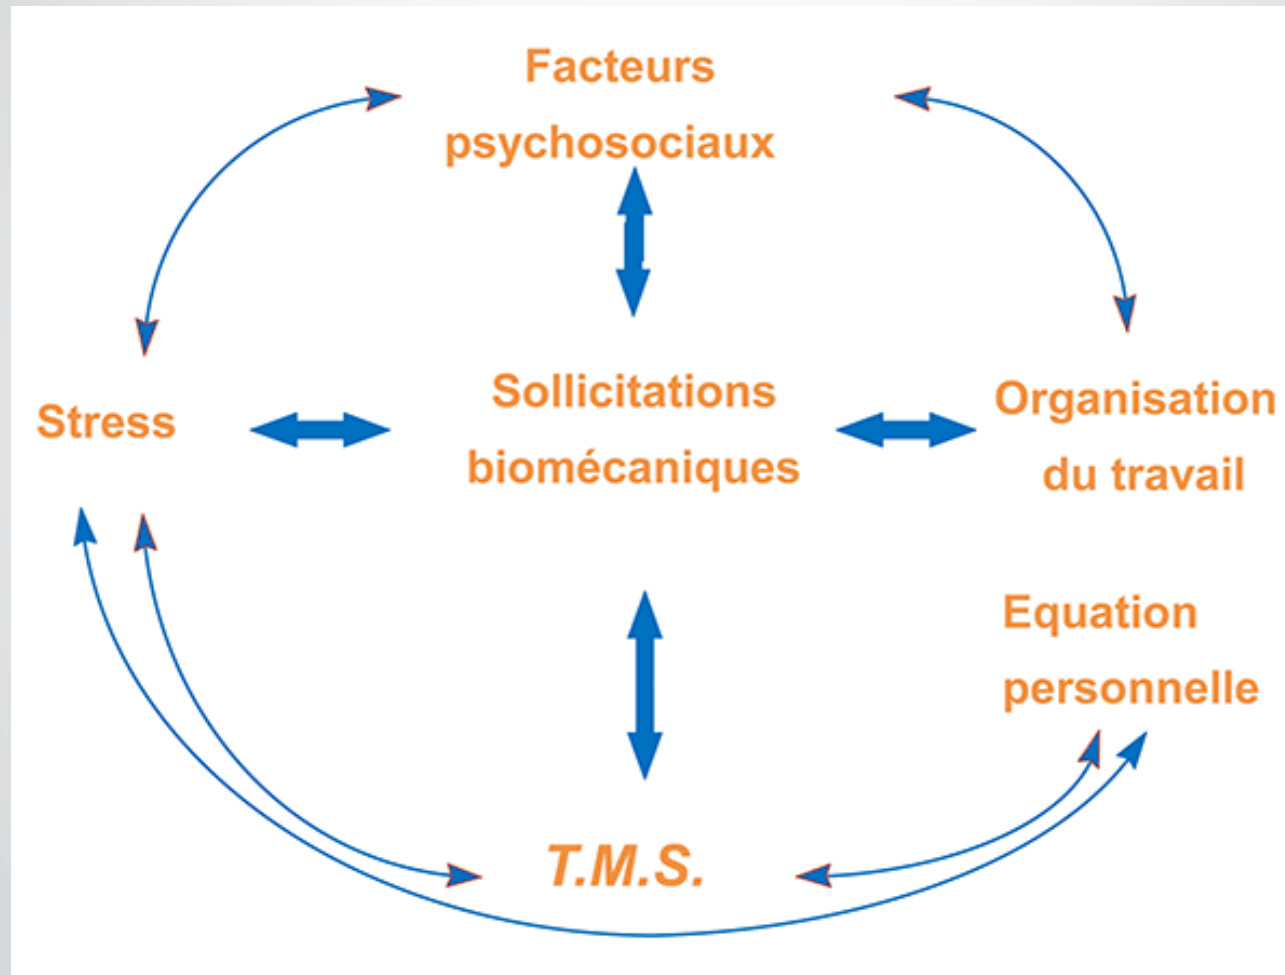 Facteurs
psychosociaux
Stress
Sollicitations
biomécaniques
Organisation
du travail
Equation
personnelle
T.M.S.